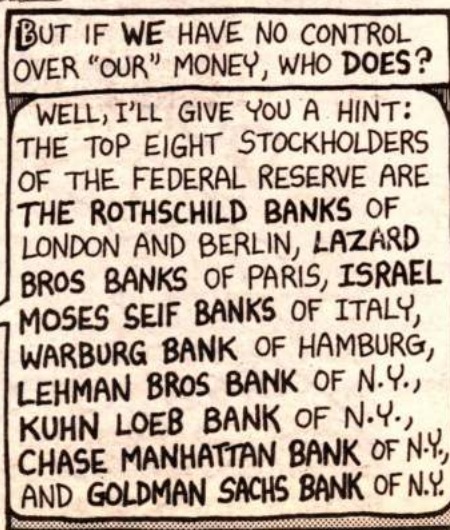 BUT IF WE HAVE NO CONTROL
OVER "OUR" MONEY, WHO DOES?
WELL, I'LL GIVE YOU A HINT:
THE TOP EIGHT STOCKHOLDERS
OF THE FEDERAL RESERVE ARE
THE ROTHSCHILD BANKS OF
LONDON AND BERLIN, LAZARD
BROS BANKS OF PARIS, ISRAEL
MOSES SEIF BANKS OF ITALY,
WARBURG BANK OF HAMBURG,
LEHMAN BROS BANK OF N.Y.,
KUHN LOEB BANK OF N.Y.,
CHASE MANHATTAN BANK OF N.Y.,
AND GOLDMAN SACHS BANK OF N.Y.